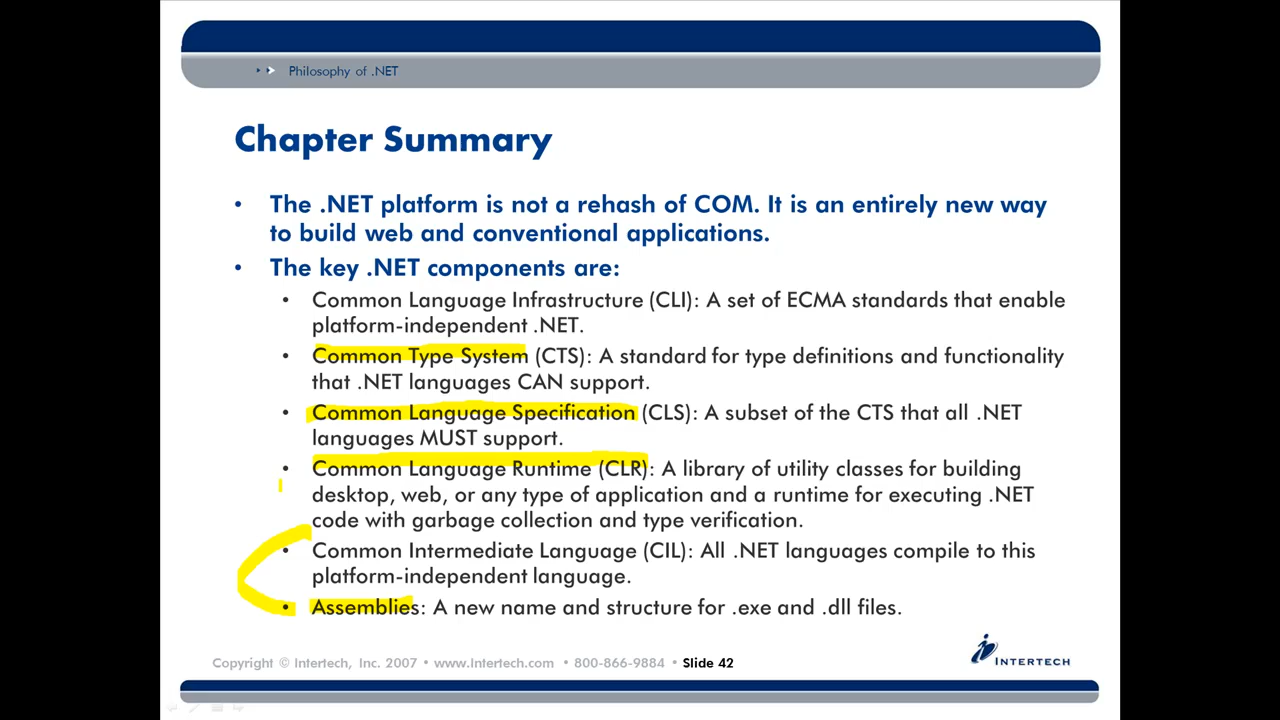 Philosophy of .NET
Chapter Summary
• The .NET platform is not a rehash of COM. It is an entirely new way
to build web and conventional applications.
• The key .NET components are:
• Common Language Infrastructure (CLI): A set of ECMA standards that enable
platform-independent .NET.
• Common Type System (CTS): A standard for type definitions and functionality
that .NET languages CAN support.
• Common Language Specification (CLS): A subset of the CTS that all .NET
languages MUST support.
• Common Language Runtime (CLR): A library of utility classes for building
desktop, web, or any type of application and a runtime for executing .NET
code with garbage collection and type verification.
• Common Intermediate Language (CIL): All .NET languages compile to this
platform-independent language.
• Assemblies: A new name and structure for .exe and .dll files.
Copyright © Intertech, Inc. 2007 • www.Intertech.com • 800-866-9884 • Slide 42
INTERTECH